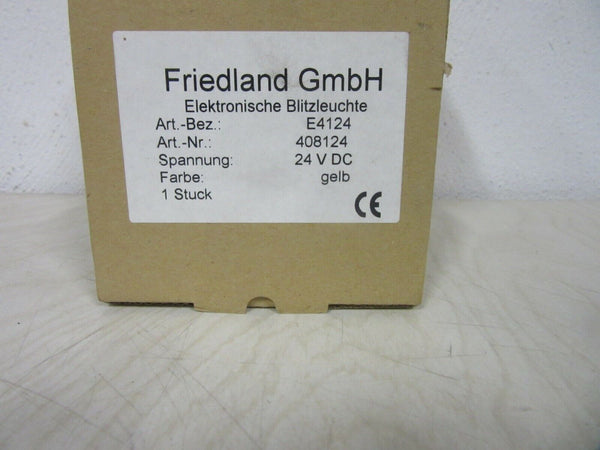 Friedland GmbH
Elektronische Blitzleuchte
Art.-Bez.: E4124
Art.-Nr.: 408124
Spannung: 24 V DC
Farbe: gelb
1 Stuck
CE